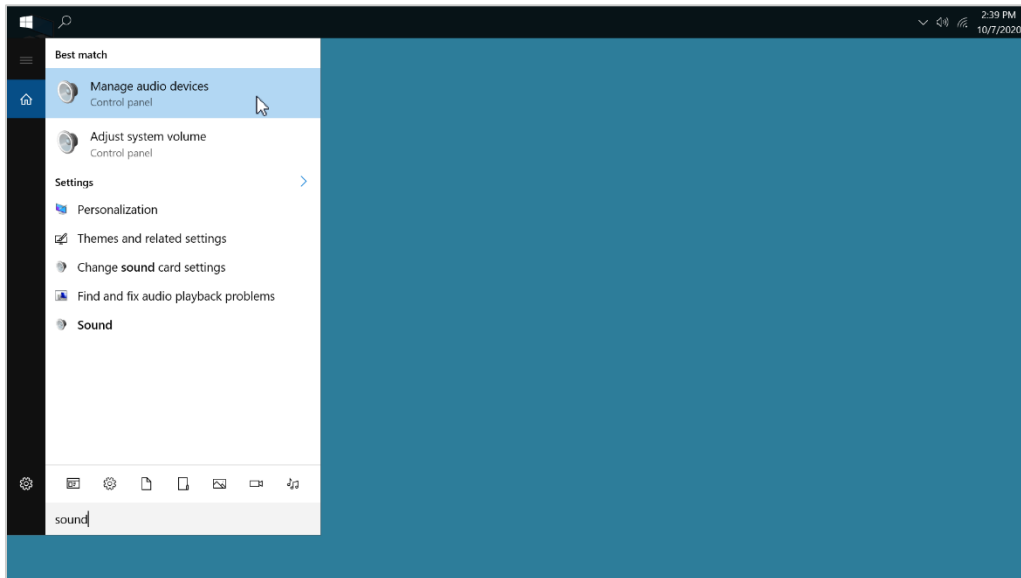 2:39 PM
10/7/2020
Best match
Manage audio devices
Control panel
Adjust system volume
Control panel
Settings
Personalization
Themes and related settings
Change sound card settings
Find and fix audio playback problems
Sound
sound